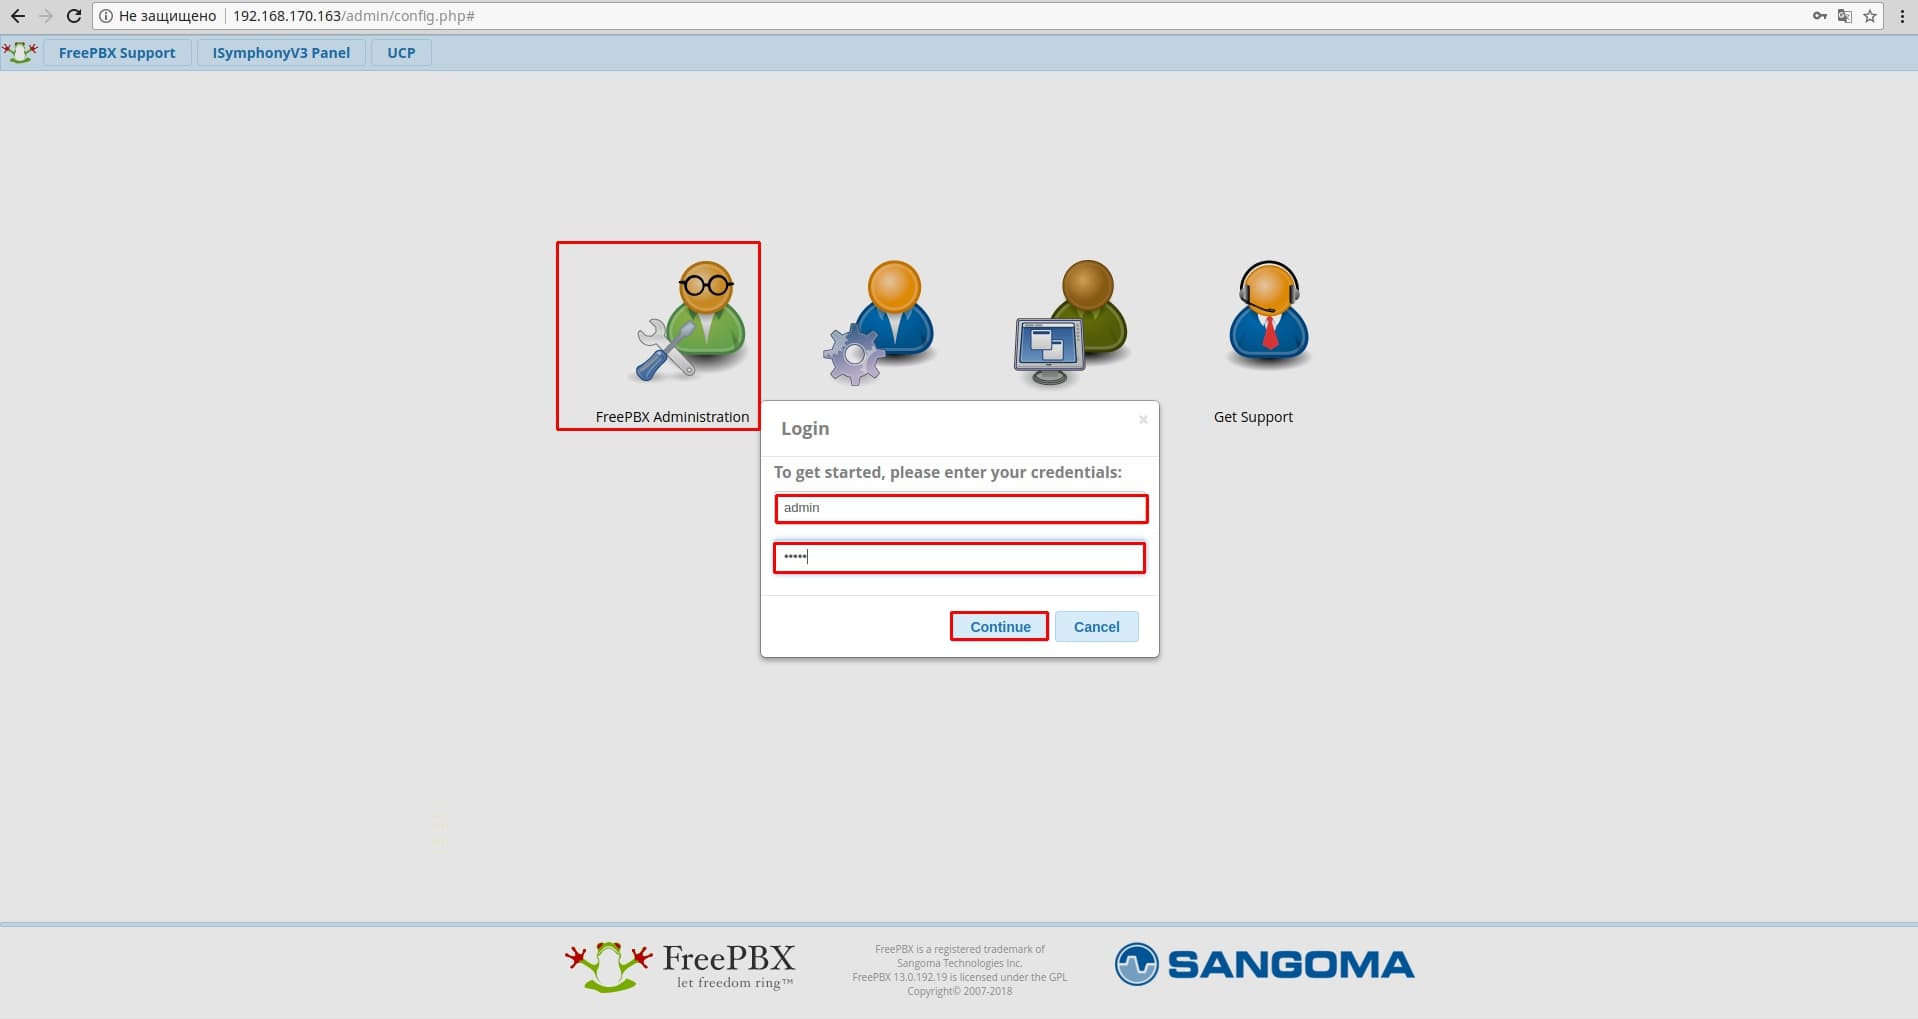 Не защищено 192.168.170.163/admin/config.php#
FreePBX Support ISymphonyV3 Panel UCP
FreePBX Administration
Get Support
Login ×
To get started, please enter your credentials:
admin
•••••
Continue Cancel
FreePBX
let freedom ring™
FreePBX is a registered trademark of
Sangoma Technologies Inc.
FreePBX 13.0.192.19 is licensed under the GPL
Copyright© 2007-2018
SANGOMA